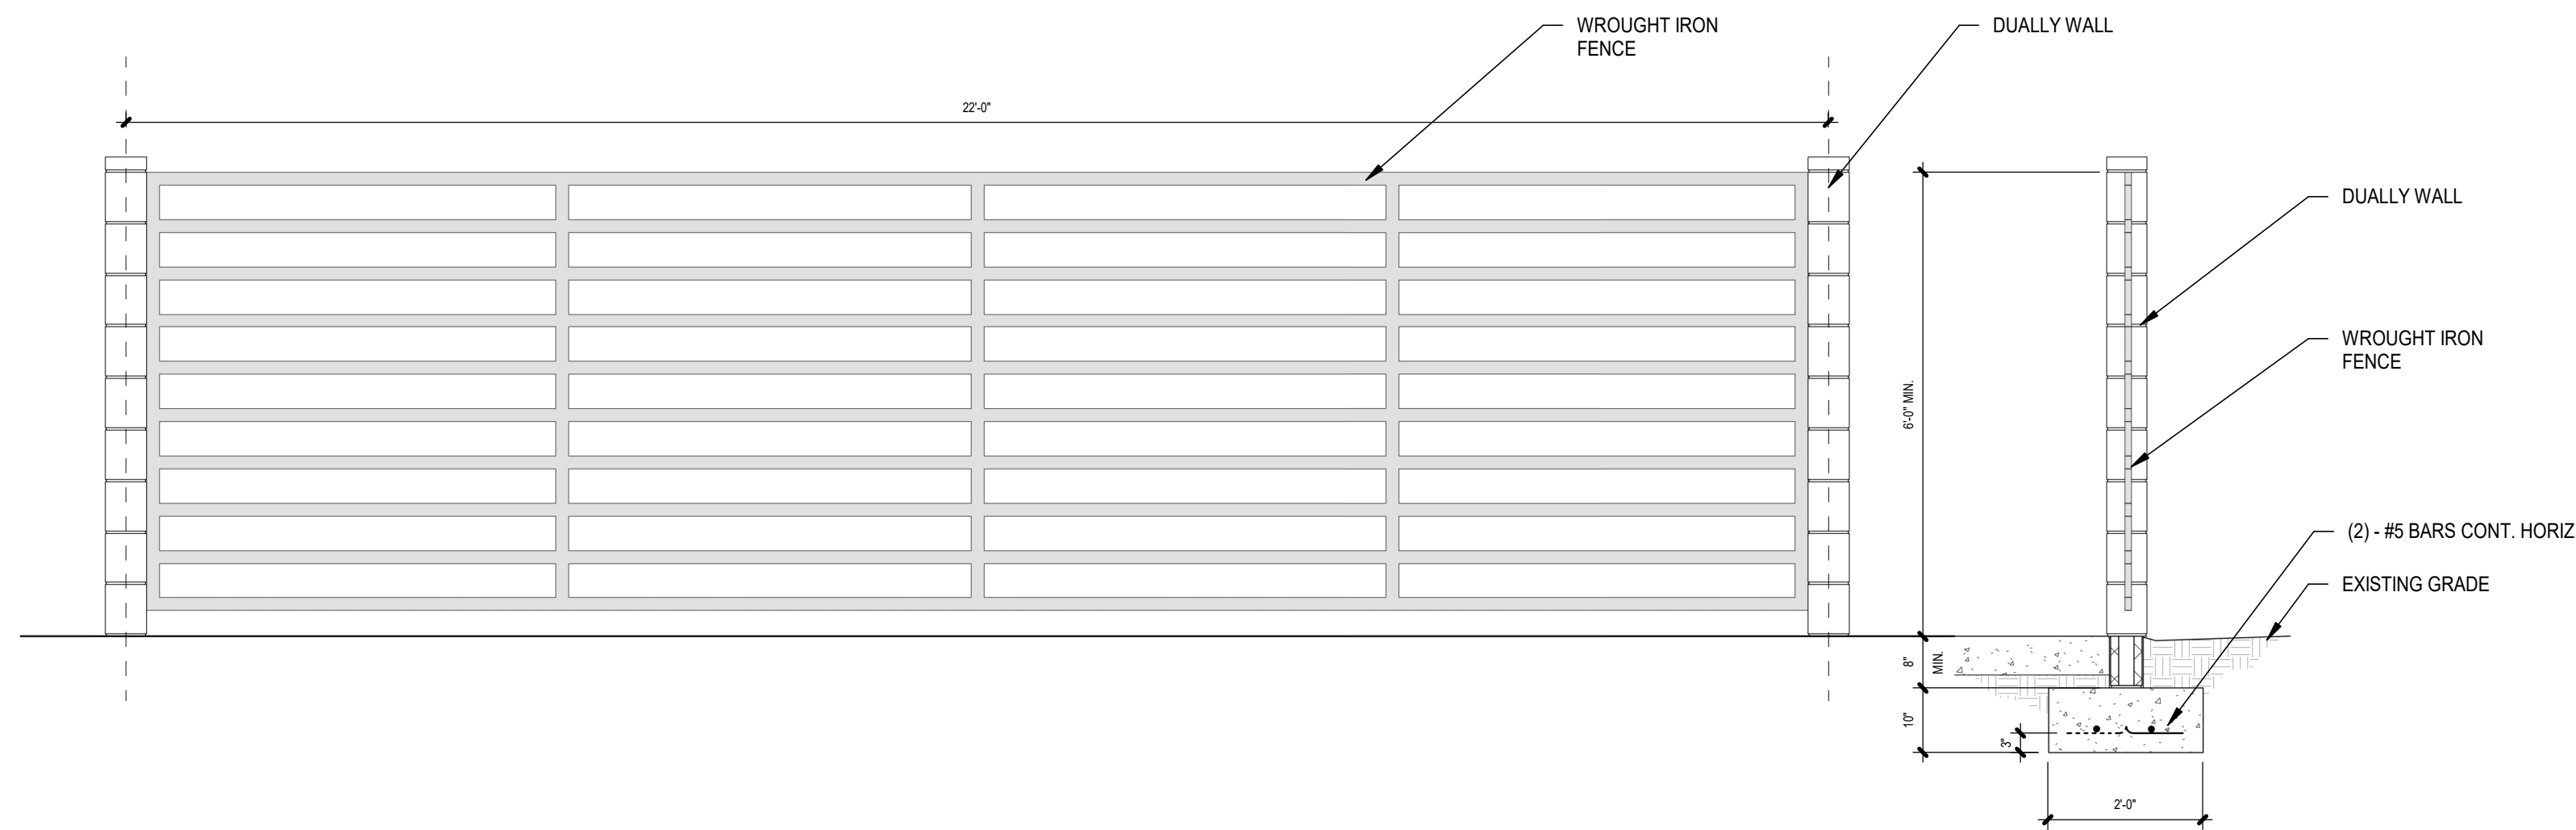 WROUGHT IRON
FENCE
DUALLY WALL
22'-0"
DUALLY WALL
WROUGHT IRON
FENCE
6'-0" MIN.
(2) - #5 BARS CONT. HORIZ
EXISTING GRADE
8"
MIN.
10"
3"
2'-0"